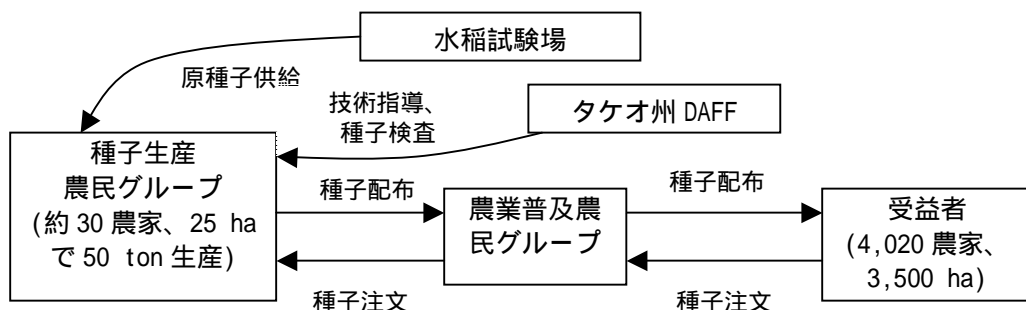 水稲試験場
原種子供給
技術指導、
種子検査
タケオ州 DAFF
種子生産
農民グループ
(約 30 農家、25 ha
で 50 ton 生産)
種子配布
農業普及農
民グループ
種子配布
受益者
(4,020 農家、
3,500 ha)
種子注文
種子注文